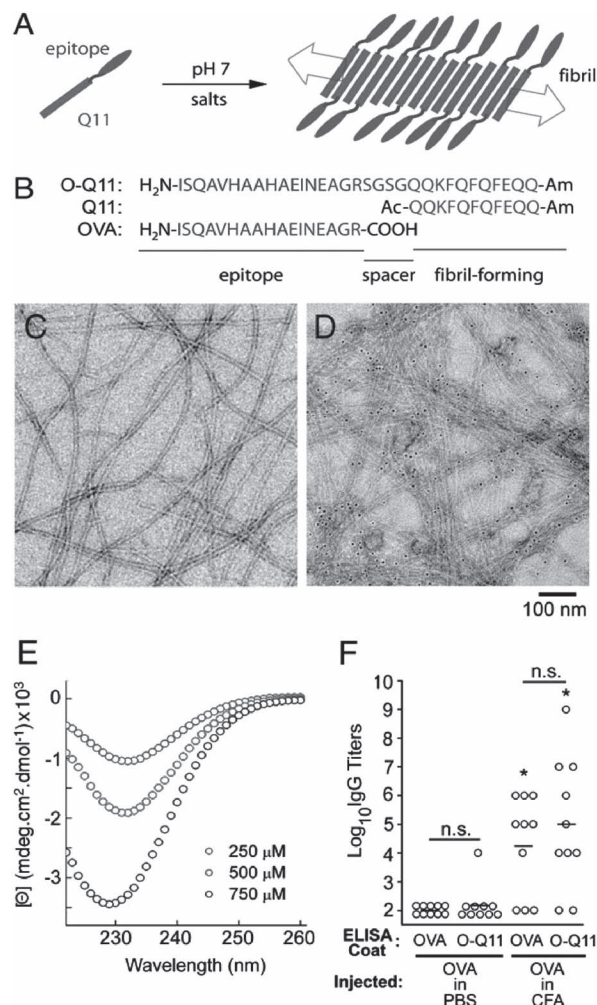 A
epitope
Q11
pH 7
salts
fibril
B
O-Q11: H2N-ISQAVHAAHAEINEAGRSGSGQQKFQFQFEQQ-Am
Q11: Ac-QQKFQFQFEQQ-Am
OVA: H2N-ISQAVHAAHAEINEAGR-COOH
epitope spacer fibril-forming
C
D
100 nm
E
[Θ] (mdeg.cm2.dmol-1)x103
0
-1
-2
-3
250 µM
500 µM
750 µM
230 240 250 260
Wavelength (nm)
F
Log10IgG Titers
10
9
8
7
6
5
4
3
2
n.s.
n.s.
*
*
ELISA Coat: OVA O-Q11 OVA O-Q11
Injected: OVA in PBS OVA in CFA